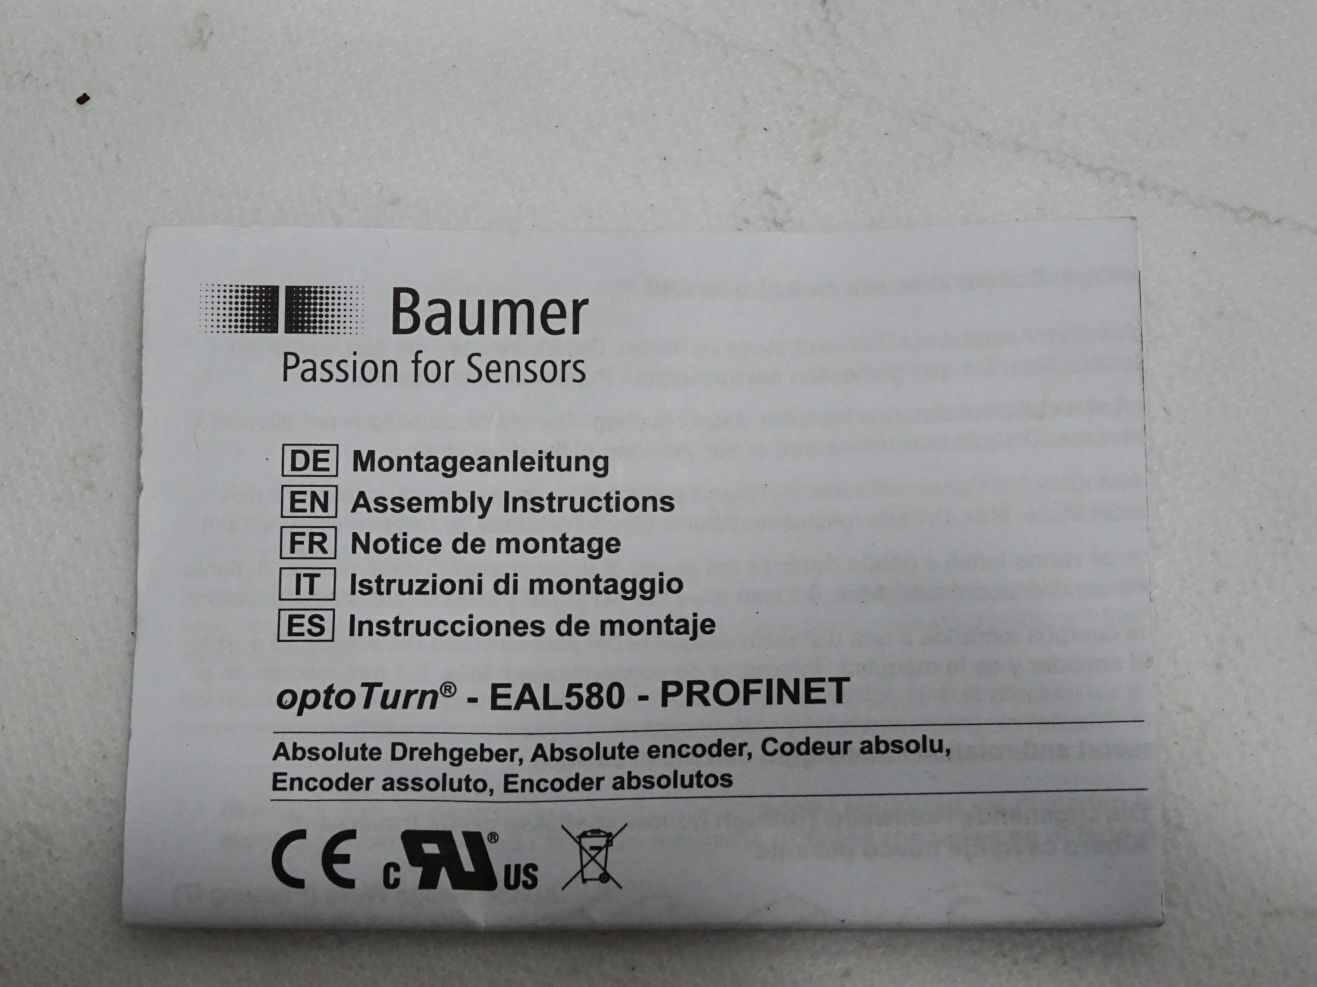 Baumer
Passion for Sensors
DE Montageanleitung
EN Assembly Instructions
FR Notice de montage
IT Istruzioni di montaggio
ES Instrucciones de montaje
optoTurn® - EAL580 - PROFINET
Absolute Drehgeber, Absolute encoder, Codeur absolu,
Encoder assoluto, Encoder absolutos
CE c RU® US